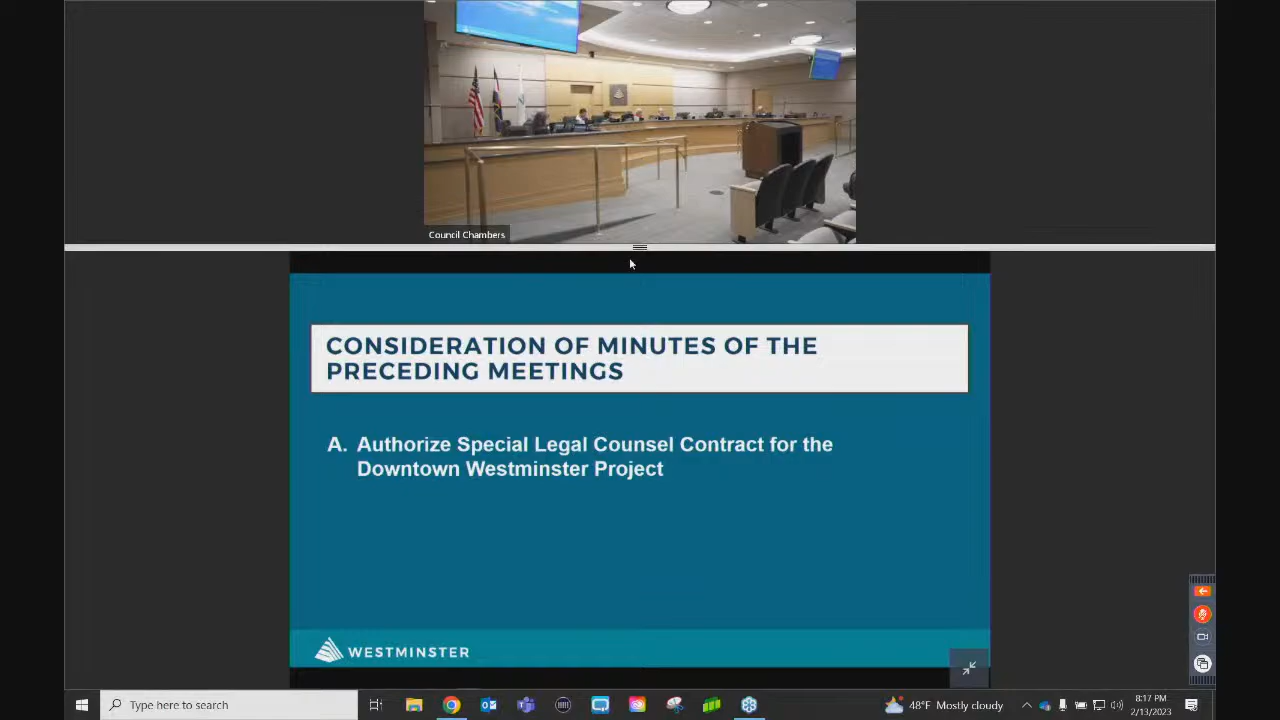 Council Chambers
CONSIDERATION OF MINUTES OF THE
PRECEDING MEETINGS
A. Authorize Special Legal Counsel Contract for the
Downtown Westminster Project
WESTMINSTER
Type here to search
48°F Mostly cloudy
8:17 PM
2/13/2023